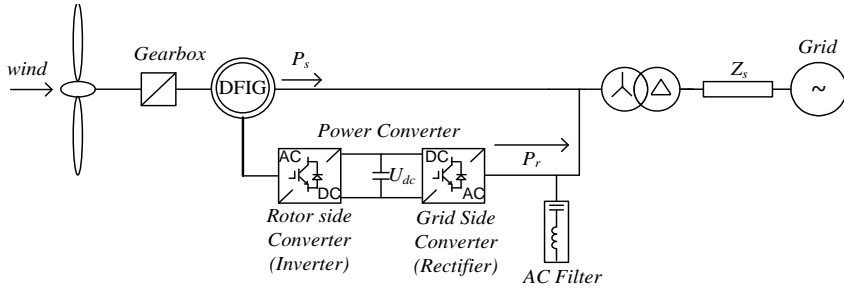 Gearbox
P_s
Grid
wind
DFIG
Z_s
~
Power Converter
AC
DC
U_dc
DC
AC
P_r
Rotor side
Converter
(Inverter)
Grid Side
Converter
(Rectifier)
AC Filter